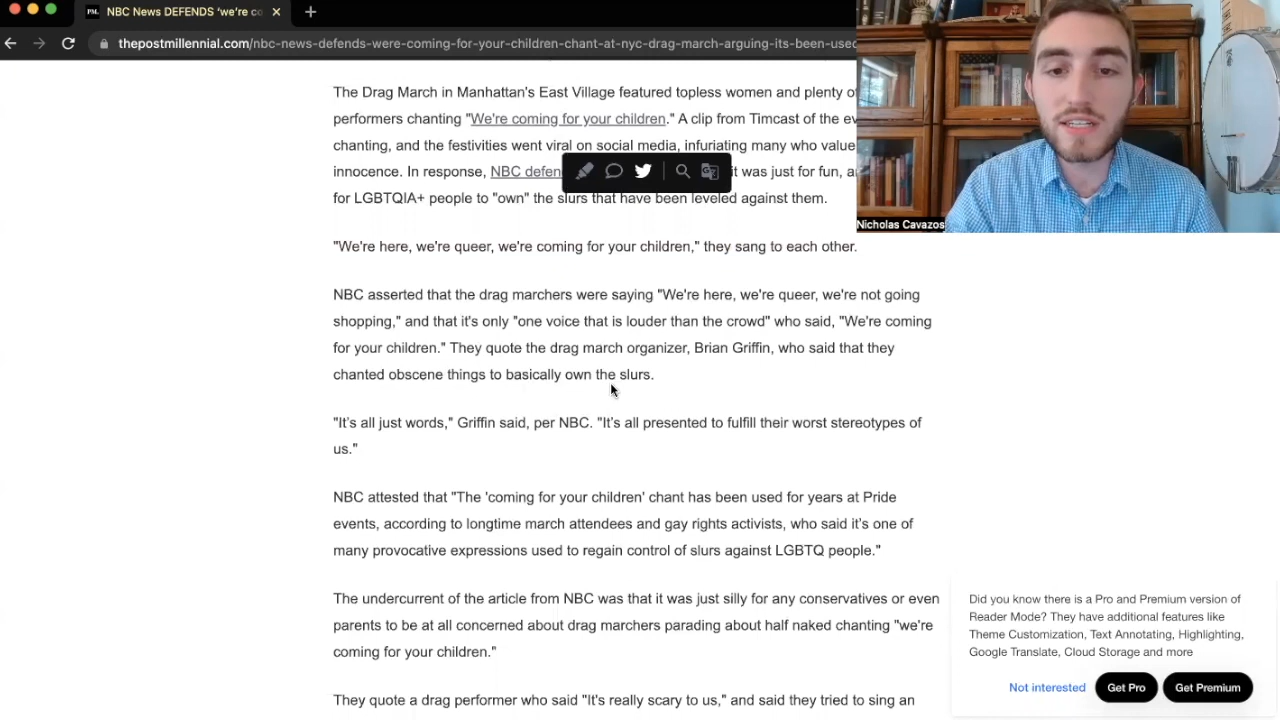 NBC News DEFENDS 'we're co
thepostmillennial.com/nbc-news-defends-were-coming-for-your-children-chant-at-nyc-drag-march-arguing-its-been-used
The Drag March in Manhattan's East Village featured topless women and plenty of
performers chanting "We're coming for your children." A clip from Timcast of the
chanting, and the festivities went viral on social media, infuriating many who value
innocence. In response, NBC it was just for fun,
for LGBTQIA+ people to "own" the slurs that have been leveled against them.
Nicholas Cavazos
"We're here, we're queer, we're coming for your children," they sang to each other.
NBC asserted that the drag marchers were saying "We're here, we're queer, we're not going
shopping," and that it's only "one voice that is louder than the crowd" who said, "We're coming
for your children." They quote the drag march organizer, Brian Griffin, who said that they
chanted obscene things to basically own the slurs.
"It's all just words," Griffin said, per NBC. "It's all presented to fulfill their worst stereotypes of
us."
NBC attested that "The 'coming for your children' chant has been used for years at Pride
events, according to longtime march attendees and gay rights activists, who said it's one of
many provocative expressions used to regain control of slurs against LGBTQ people."
The undercurrent of the article from NBC was that it was just silly for any conservatives or even
parents to be at all concerned about drag marchers parading about half naked chanting "we're
coming for your children."
They quote a drag performer who said "It's really scary to us," and said they tried to sing an
Did you know there is a Pro and Premium version of
Reader Mode? They have additional features like
Theme Customization, Text Annotating, Highlighting,
Google Translate, Cloud Storage and more
Not interested Get Pro Get Premium